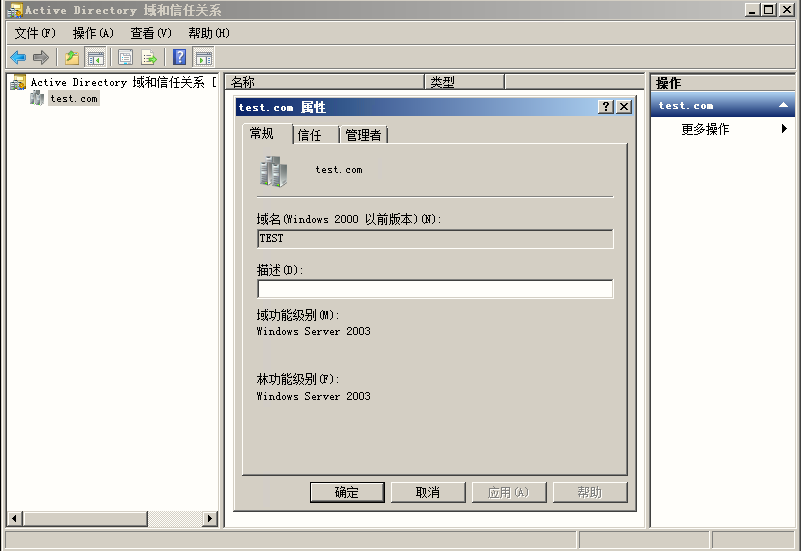 Active Directory 域和信任关系
文件(F) 操作(A) 查看(V) 帮助(H)
Active Directory 域和信任关系 [
test.com
名称 类型
test.com 属性
常规 信任 管理者
test.com
域名(Windows 2000 以前版本)(N):
TEST
描述(D):
域功能级别(M):
Windows Server 2003
林功能级别(F):
Windows Server 2003
确定 取消 应用(A) 帮助
操作
test.com
更多操作